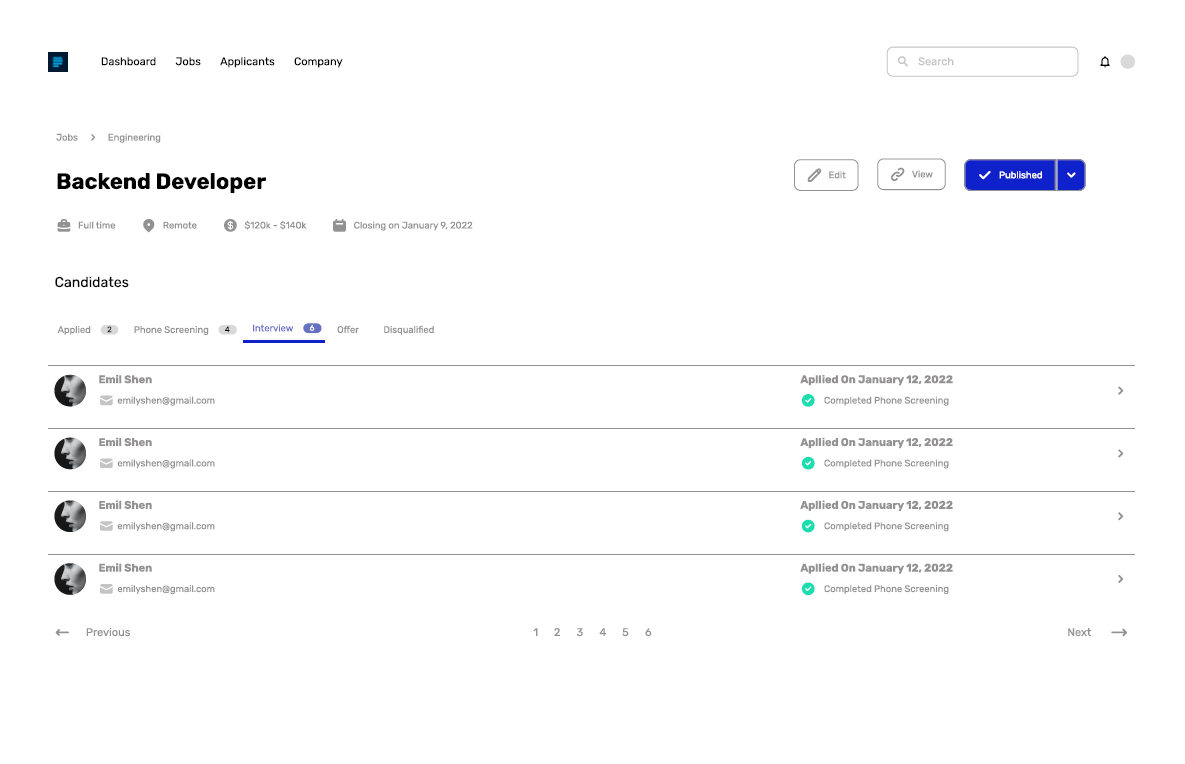 Dashboard Jobs Applicants Company Search
Jobs Engineering
Backend Developer Edit View Published
Full time Remote $120k - $140k Closing on January 9, 2022
Candidates
Applied 2 Phone Screening 4 Interview 6 Offer Disqualified
Emil Shen Apllied On January 12, 2022
emilyshen@gmail.com Completed Phone Screening
Emil Shen Apllied On January 12, 2022
emilyshen@gmail.com Completed Phone Screening
Emil Shen Apllied On January 12, 2022
emilyshen@gmail.com Completed Phone Screening
Emil Shen Apllied On January 12, 2022
emilyshen@gmail.com Completed Phone Screening
Previous 1 2 3 4 5 6 Next